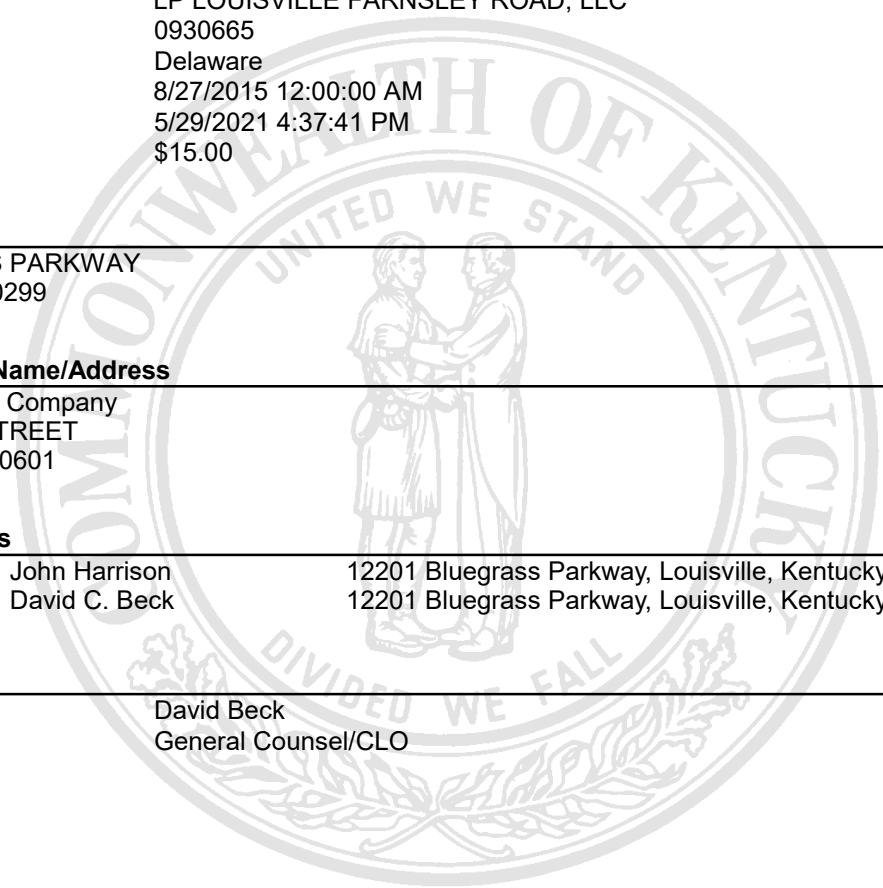 LP LOUISVILLE FARNSLEY ROAD, LLC
0930665
Delaware
8/27/2015 12:00:00 AM
5/29/2021 4:37:41 PM
$15.00
PARKWAY
0299
Name/Address
Company
TREET
0601
s
John Harrison 12201 Bluegrass Parkway, Louisville, Kentucky
David C. Beck 12201 Bluegrass Parkway, Louisville, Kentucky
David Beck
General Counsel/CLO
COMMONWEALTH OF KENTUCKY
UNITED WE STAND
DIVIDED WE FALL